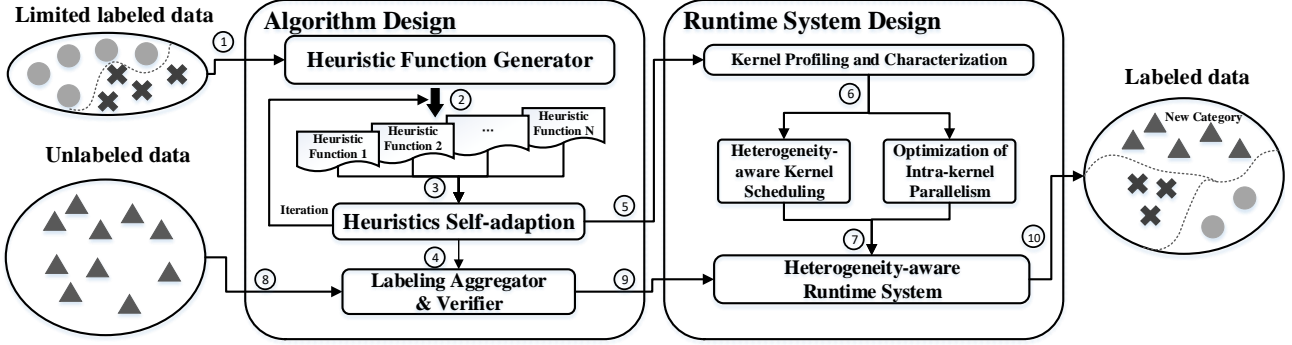 Limited labeled data
①
Algorithm Design
Heuristic Function Generator
②
Heuristic
Function 1
Heuristic
Function 2
...
Heuristic
Function N
③
Iteration
Heuristics Self-adaption
④
⑤
Unlabeled data
⑧
Labeling Aggregator
& Verifier
⑨
Runtime System Design
Kernel Profiling and Characterization
⑥
Heterogeneity-
aware Kernel
Scheduling
Optimization of
Intra-kernel
Parallelism
⑦
Heterogeneity-aware
Runtime System
⑩
Labeled data
New Category